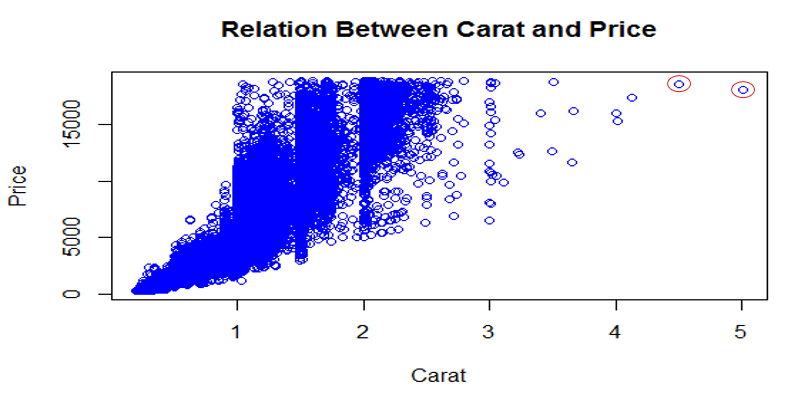 Relation Between Carat and Price
Price
15000
5000
0
1 2 3 4 5
Carat